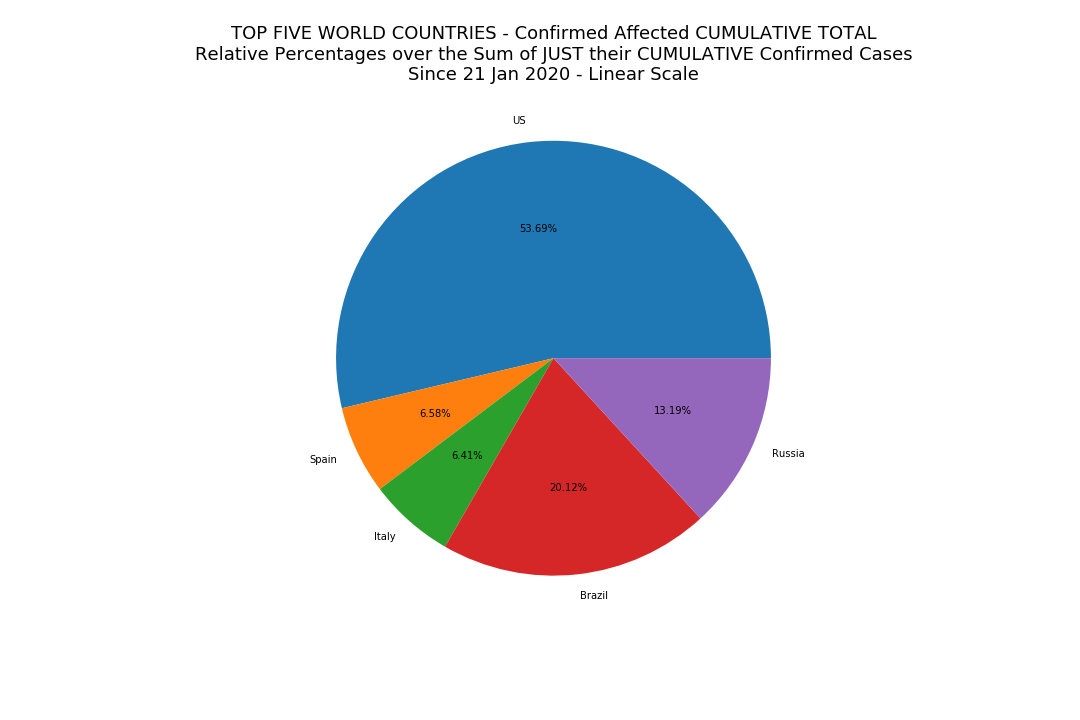 TOP FIVE WORLD COUNTRIES - Confirmed Affected CUMULATIVE TOTAL
Relative Percentages over the Sum of JUST their CUMULATIVE Confirmed Cases
Since 21 Jan 2020 - Linear Scale
US
53.69%
6.58%
13.19%
Russia
Spain
6.41%
20.12%
Italy
Brazil